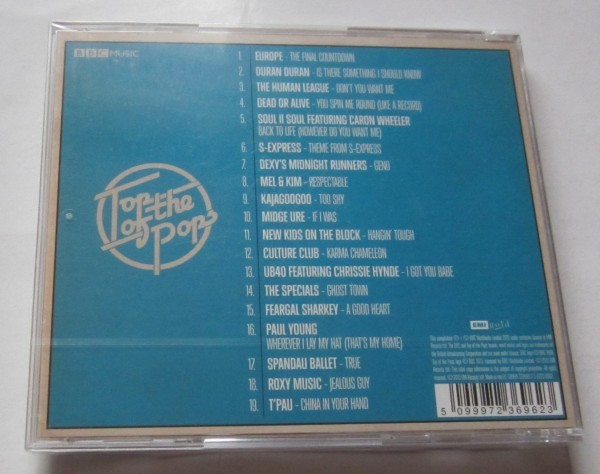 BBC MUSIC
1. EUROPE - THE FINAL COUNTDOWN
2. DURAN DURAN - IS THERE SOMETHING I SHOULD KNOW
3. THE HUMAN LEAGUE - DON'T YOU WANT ME
4. DEAD OR ALIVE - YOU SPIN ME ROUND (LIKE A RECORD)
5. SOUL II SOUL FEATURING CARON WHEELER
BACK TO LIFE (HOWEVER DO YOU WANT ME)
6. S-EXPRESS - THEME FROM S-EXPRESS
7. DEXY'S MIDNIGHT RUNNERS - GENO
8. MEL & KIM - RESPECTABLE
9. KAJAGOOGOO - TOO SHY
10. MIDGE URE - IF I WAS
11. NEW KIDS ON THE BLOCK - HANGIN' TOUGH
12. CULTURE CLUB - KARMA CHAMELEON
13. UB40 FEATURING CHRISSIE HYNDE - I GOT YOU BABE
14. THE SPECIALS - GHOST TOWN
15. FEARGAL SHARKEY - A GOOD HEART
16. PAUL YOUNG
WHEREVER I LAY MY HAT (THAT'S MY HOME)
17. SPANDAU BALLET - TRUE
18. ROXY MUSIC - JEALOUS GUY
19. T'PAU - CHINA IN YOUR HAND
Top
of the
Pops
EMI
5 099972 369623